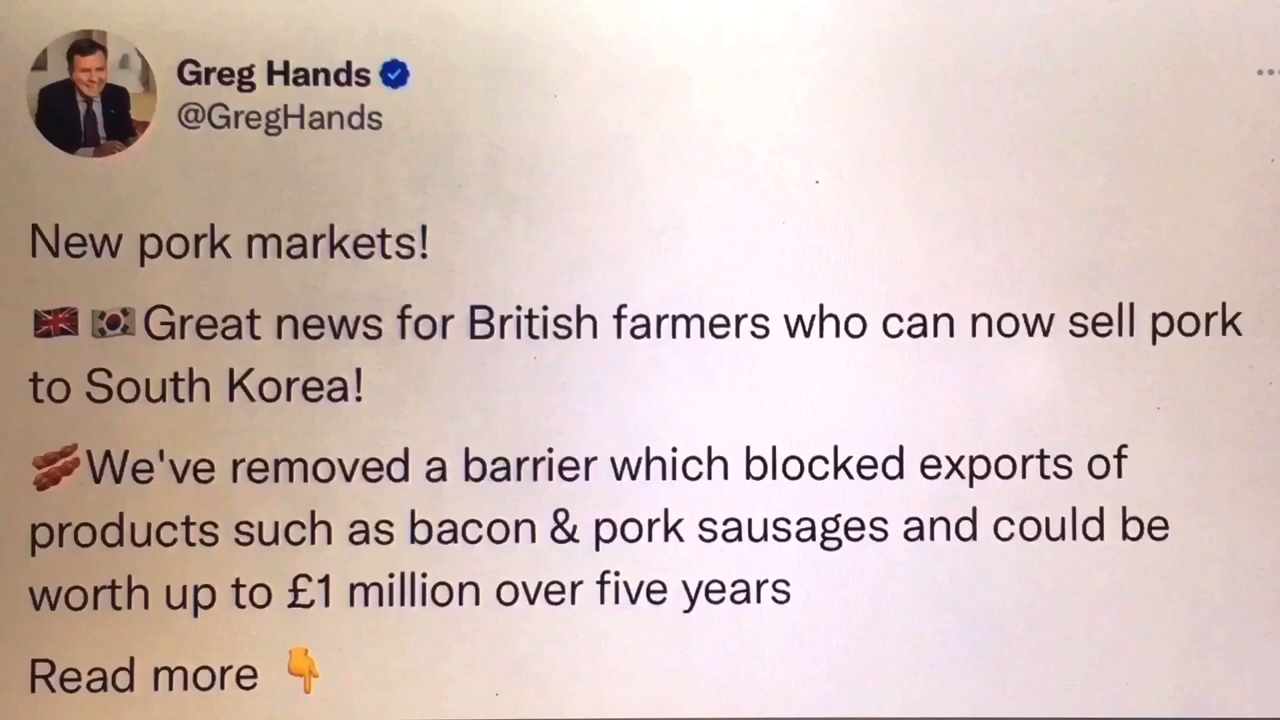 Greg Hands
@GregHands
New pork markets!
🇬🇧 🇰🇷 Great news for British farmers who can now sell pork
to South Korea!
🥓 We've removed a barrier which blocked exports of
products such as bacon & pork sausages and could be
worth up to £1 million over five years
Read more 👇